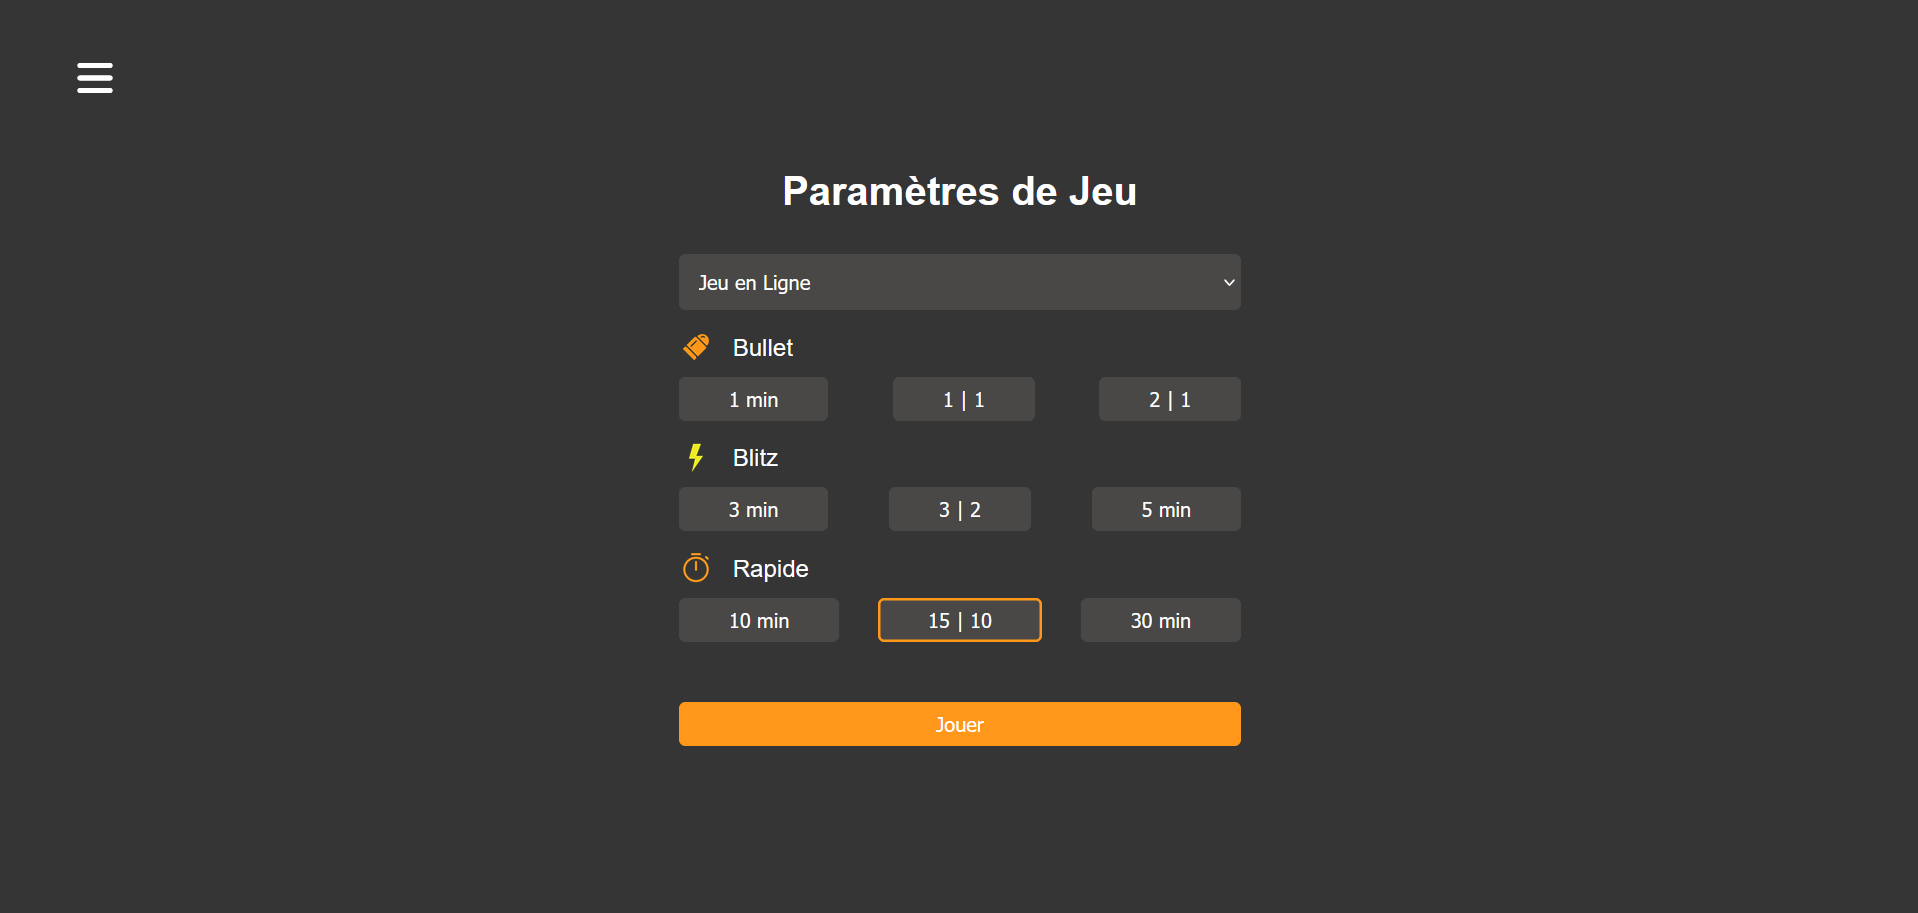 Paramètres de Jeu
Jeu en Ligne
Bullet
1 min
1 | 1
2 | 1
Blitz
3 min
3 | 2
5 min
Rapide
10 min
15 | 10
30 min
Jouer